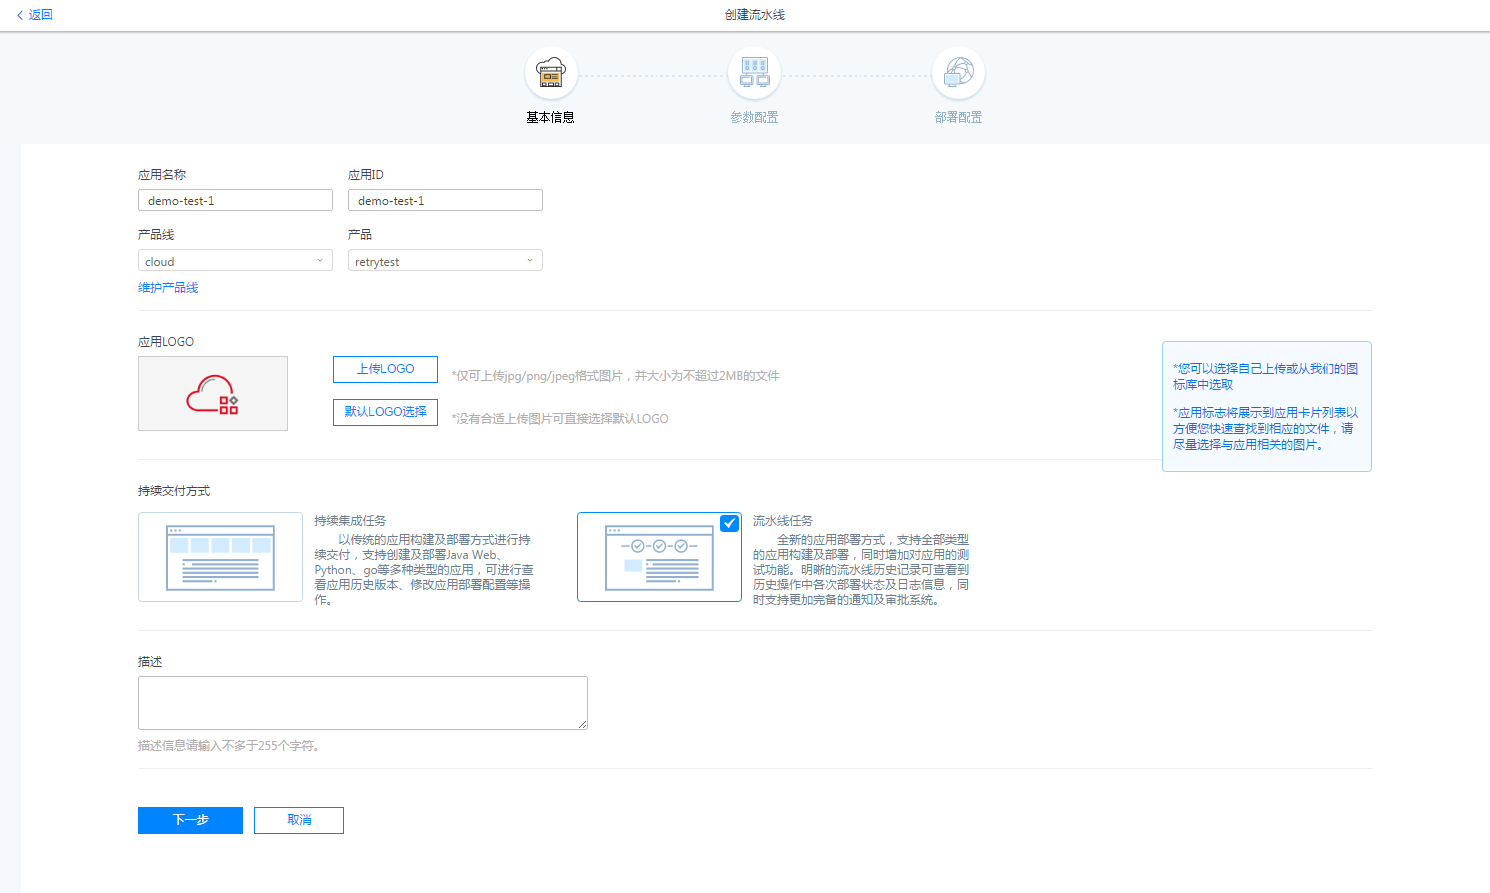 返回
创建流水线
基本信息
参数配置
部署配置
应用名称
应用ID
demo-test-1
demo-test-1
产品线
产品
cloud
retrytest
维护产品线
应用LOGO
上传LOGO
*仅可上传jpg/png/jpeg格式图片，并大小为不超过2MB的文件
默认LOGO选择
*没有合适上传图片可直接选择默认LOGO
*您可以选择自己上传或从我们的图
标库中选取
*应用标志将展示到应用卡片列表以
方便您快速查找到相应的文件，请
尽量选择与应用相关的图片。
持续交付方式
持续集成任务
以传统的应用构建及部署方式进行持
续交付，支持创建及部署Java Web、
Python、go等多种类型的应用，可进行查
看应用历史版本、修改应用部署配置等操
作。
流水线任务
全新的应用部署方式，支持全部类型
的应用构建及部署，同时增加对应用的测
试功能。明晰的流水线历史记录可查看到
历史操作中各次部署状态及日志信息，同
时支持更加完备的通知及审批系统。
描述
描述信息请输入不多于255个字符。
下一步
取消